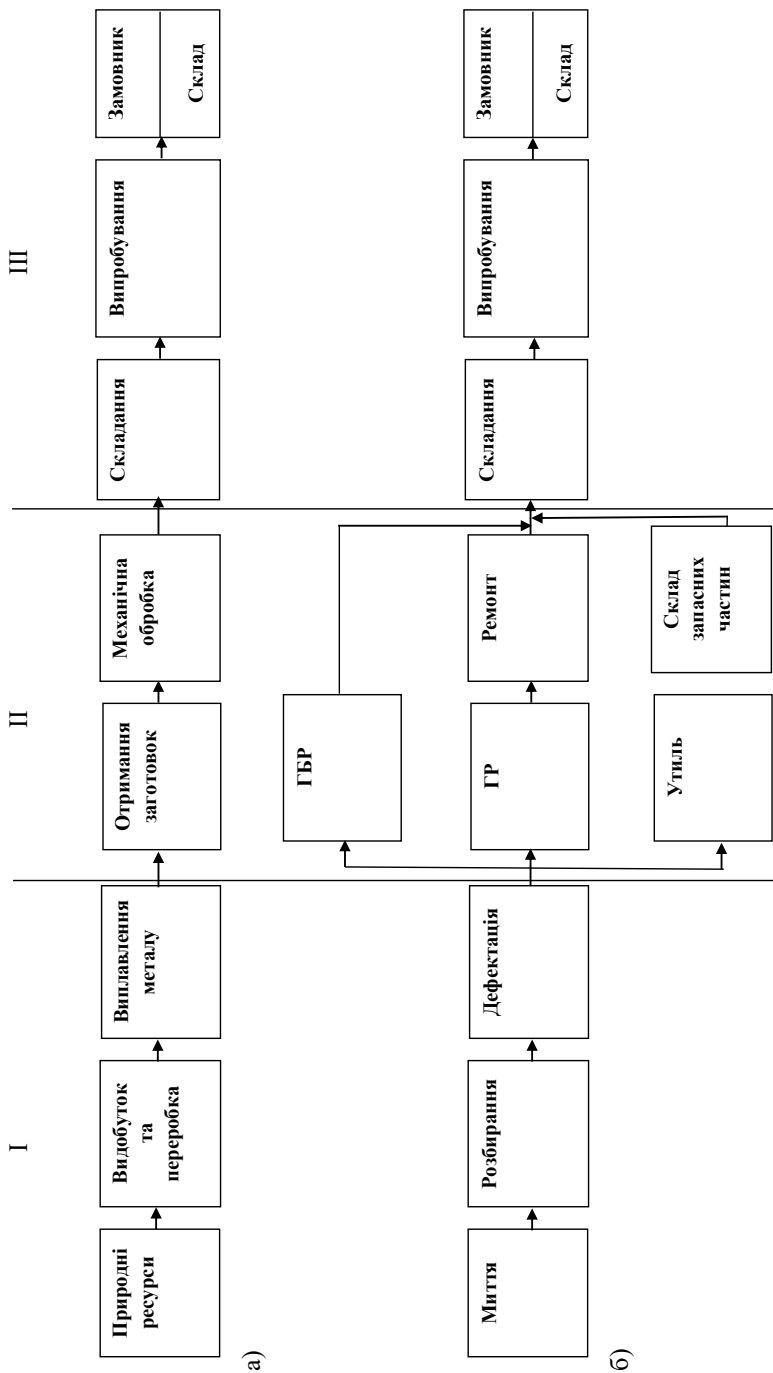 I
II
III
Природні
ресурси
Видобуток
та
переробка
Виплавлення
металу
Отримання
заготовок
Механічна
обробка
Складання
Випробування
Замовник
Склад
а)
ГБР
Миття
Розбирання
Дефектація
ГР
Ремонт
Складання
Випробування
Замовник
Склад
Утиль
Склад
запасних
частин
б)